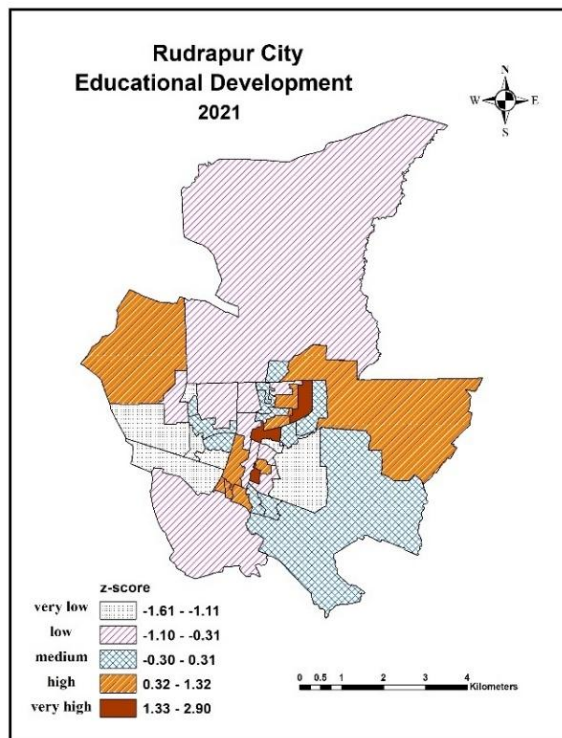 Rudrapur City
Educational Development
2021
N
W E
S
z-score
very low -1.61 - -1.11
low -1.10 - -0.31
medium -0.30 - 0.31
high 0.32 - 1.32
very high 1.33 - 2.90
0 0.5 1 2 3 4
Kilometers